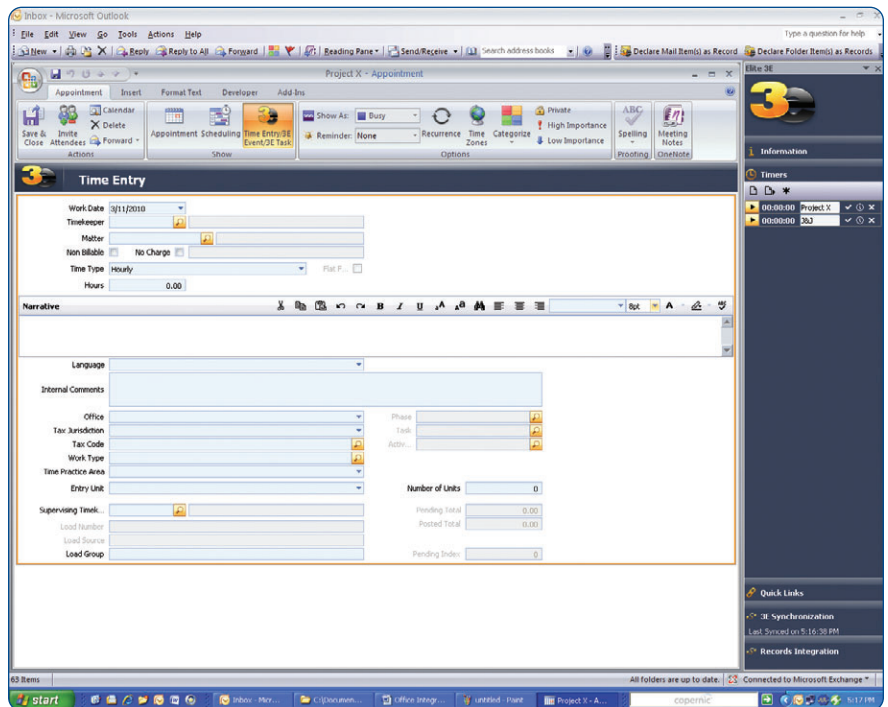 Inbox - Microsoft Outlook
File Edit View Go Tools Actions Help Type a question for help
New Reply Reply to All Forward Reading Pane Send/Receive Search address books Declare Mail Item(s) as Record Declare Folder Item(s) as Records
Project X - Appointment
Appointment Insert Format Text Developer Add-Ins
Save & Close
Invite Attendees
Calendar
Delete
Forward
Actions
Appointment
Scheduling
Time Entry/3E Event/3E Task
Show
Show As: Busy
Reminder: None
Recurrence
Time Zones
Categorize
Private
High Importance
Low Importance
Options
Spelling
Proofing
Meeting Notes
OneNote
3e Time Entry
Work Date 3/11/2010
Timekeeper
Matter
Non Billable No Charge
Time Type Hourly Flat F...
Hours 0.00
Narrative 8pt
Language
Internal Comments
Office Phase
Tax Jurisdiction Task
Tax Code Activ...
Work Type
Time Practice Area
Entry Unit Number of Units 0
Supervising Timek... Pending Total 0.00
Load Number Posted Total 0.00
Load Source
Load Group Pending Index 0
Elite 3E
3e
Information
Timers
00:00:00 Project X
00:00:00 J&J
Quick Links
3E Synchronization
Last Synced on 5:16:38 PM
Records Integration
63 Items All folders are up to date. Connected to Microsoft Exchange
start Inbox - Micr... C:\Documen... Office Integr... untitled - Paint Project X - A... copernic 5:17 PM